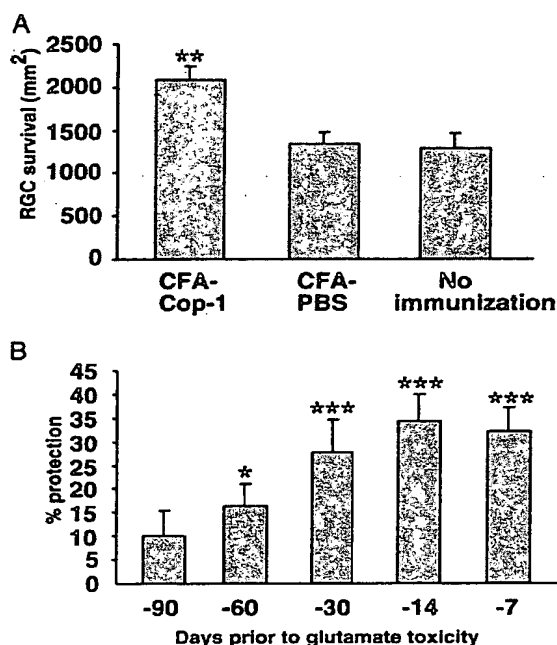 A
RGC survival (mm²)
2500
2000
1500
1000
500
0
**
CFA-
Cop-1
CFA-
PBS
No
immunization
B
% protection
45
40
35
30
25
20
15
10
5
0
*
***
***
***
-90 -60 -30 -14 -7
Days prior to glutamate toxicity